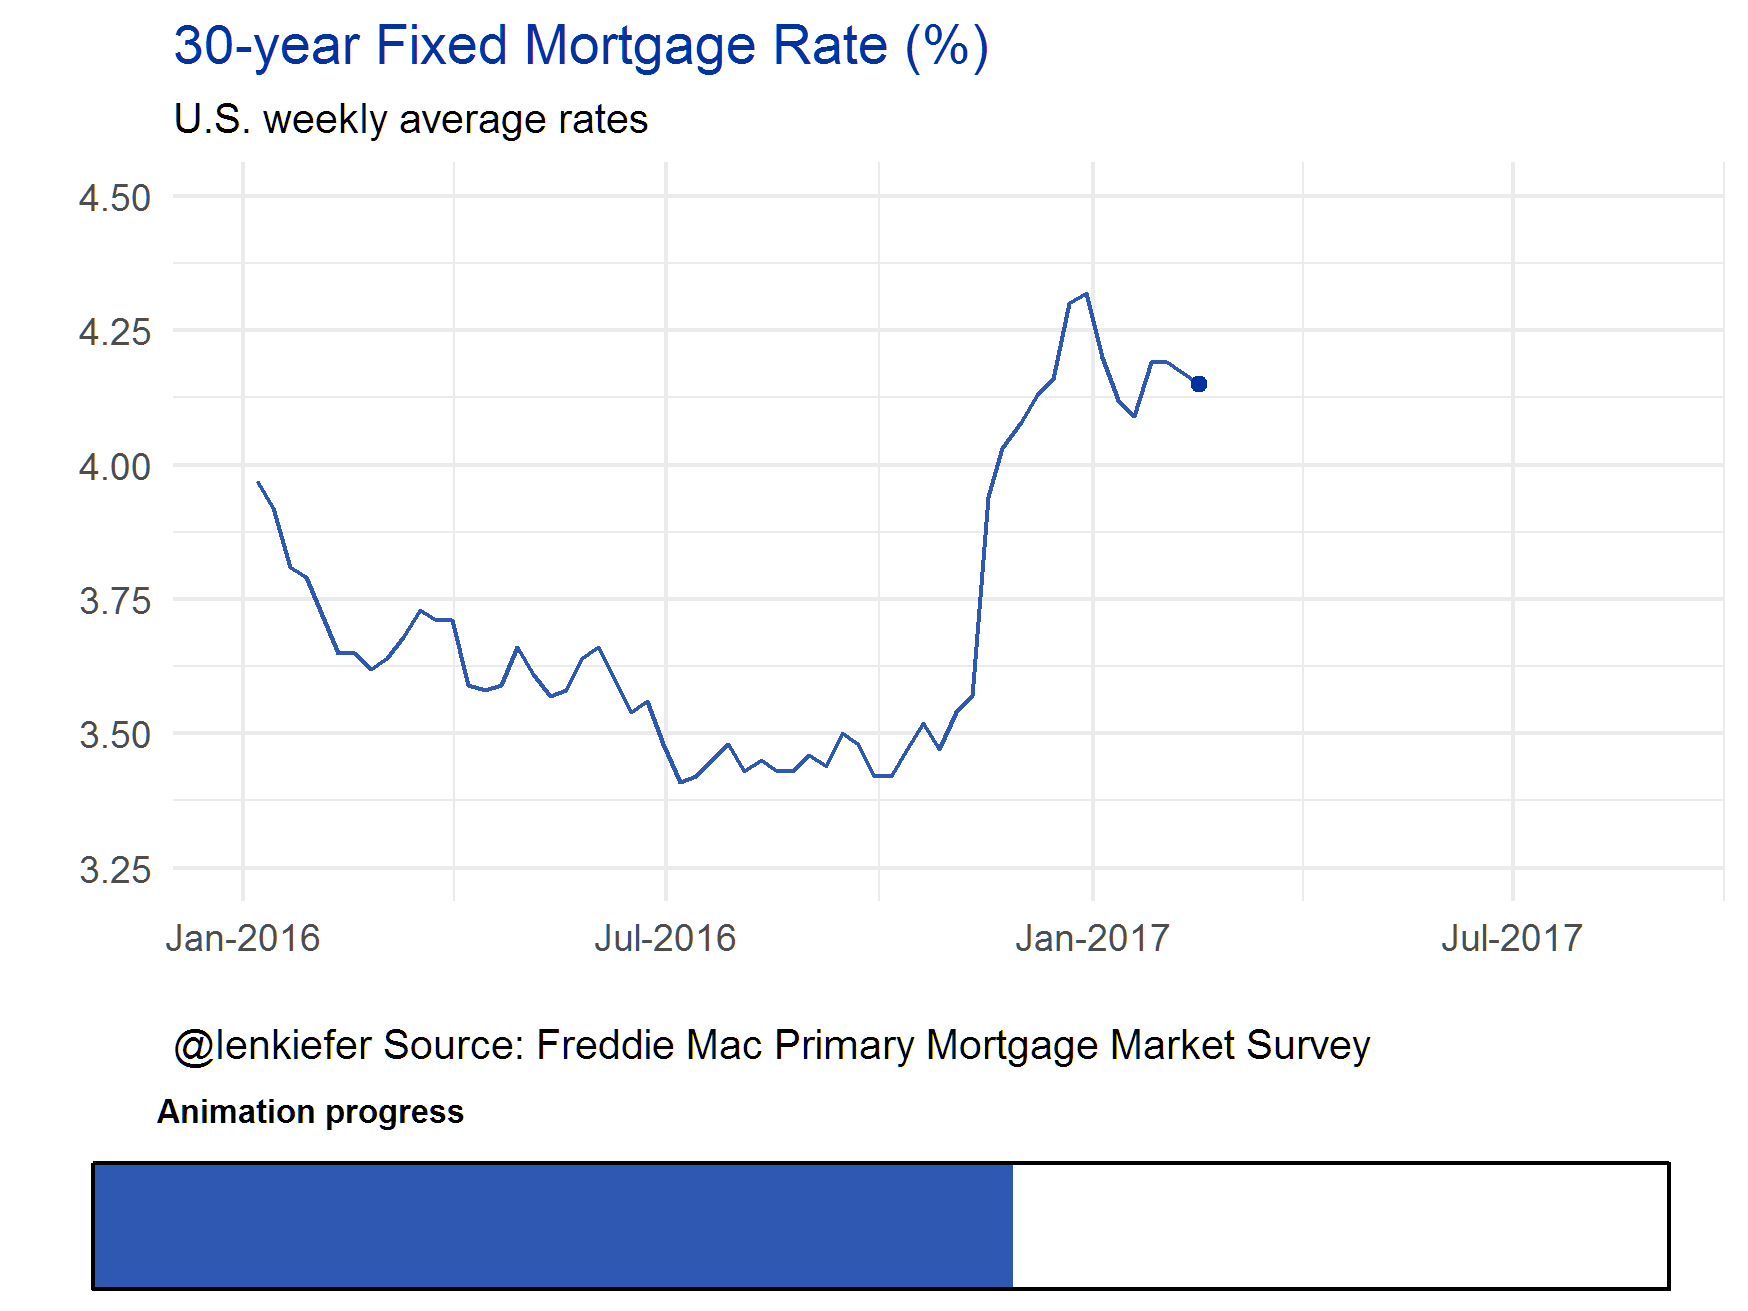 30-year Fixed Mortgage Rate (%)
U.S. weekly average rates
4.50
4.25
4.00
3.75
3.50
3.25
Jan-2016 Jul-2016 Jan-2017 Jul-2017
@lenkiefer Source: Freddie Mac Primary Mortgage Market Survey
Animation progress